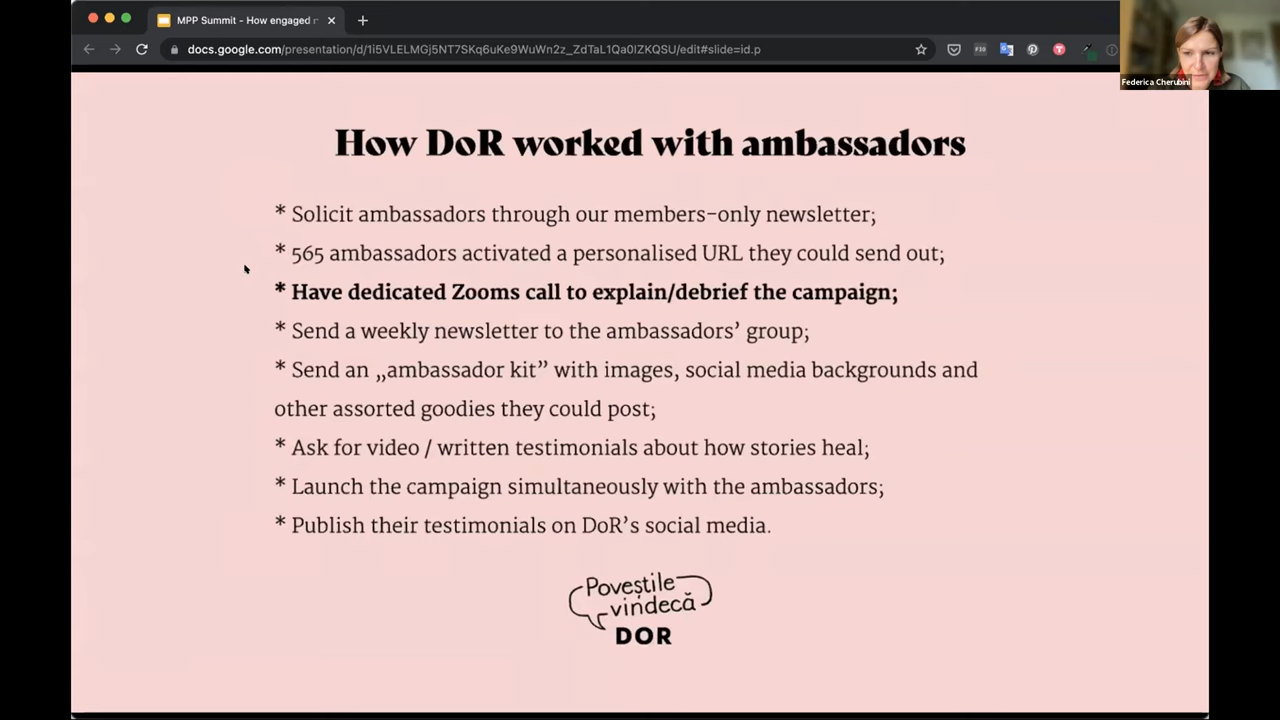 MPP Summit - How engaged r
docs.google.com/presentation/d/1i5VLELMGj5NT7SKq6uKe9WuWn2z_ZdTaL1Qa0IZKQSU/edit#slide=id.p
Federica Cherubini
How DoR worked with ambassadors
* Solicit ambassadors through our members-only newsletter;
* 565 ambassadors activated a personalised URL they could send out;
* Have dedicated Zooms call to explain/debrief the campaign;
* Send a weekly newsletter to the ambassadors’ group;
* Send an „ambassador kit” with images, social media backgrounds and
other assorted goodies they could post;
* Ask for video / written testimonials about how stories heal;
* Launch the campaign simultaneously with the ambassadors;
* Publish their testimonials on DoR’s social media.
Poveștile
vindecă
DOR